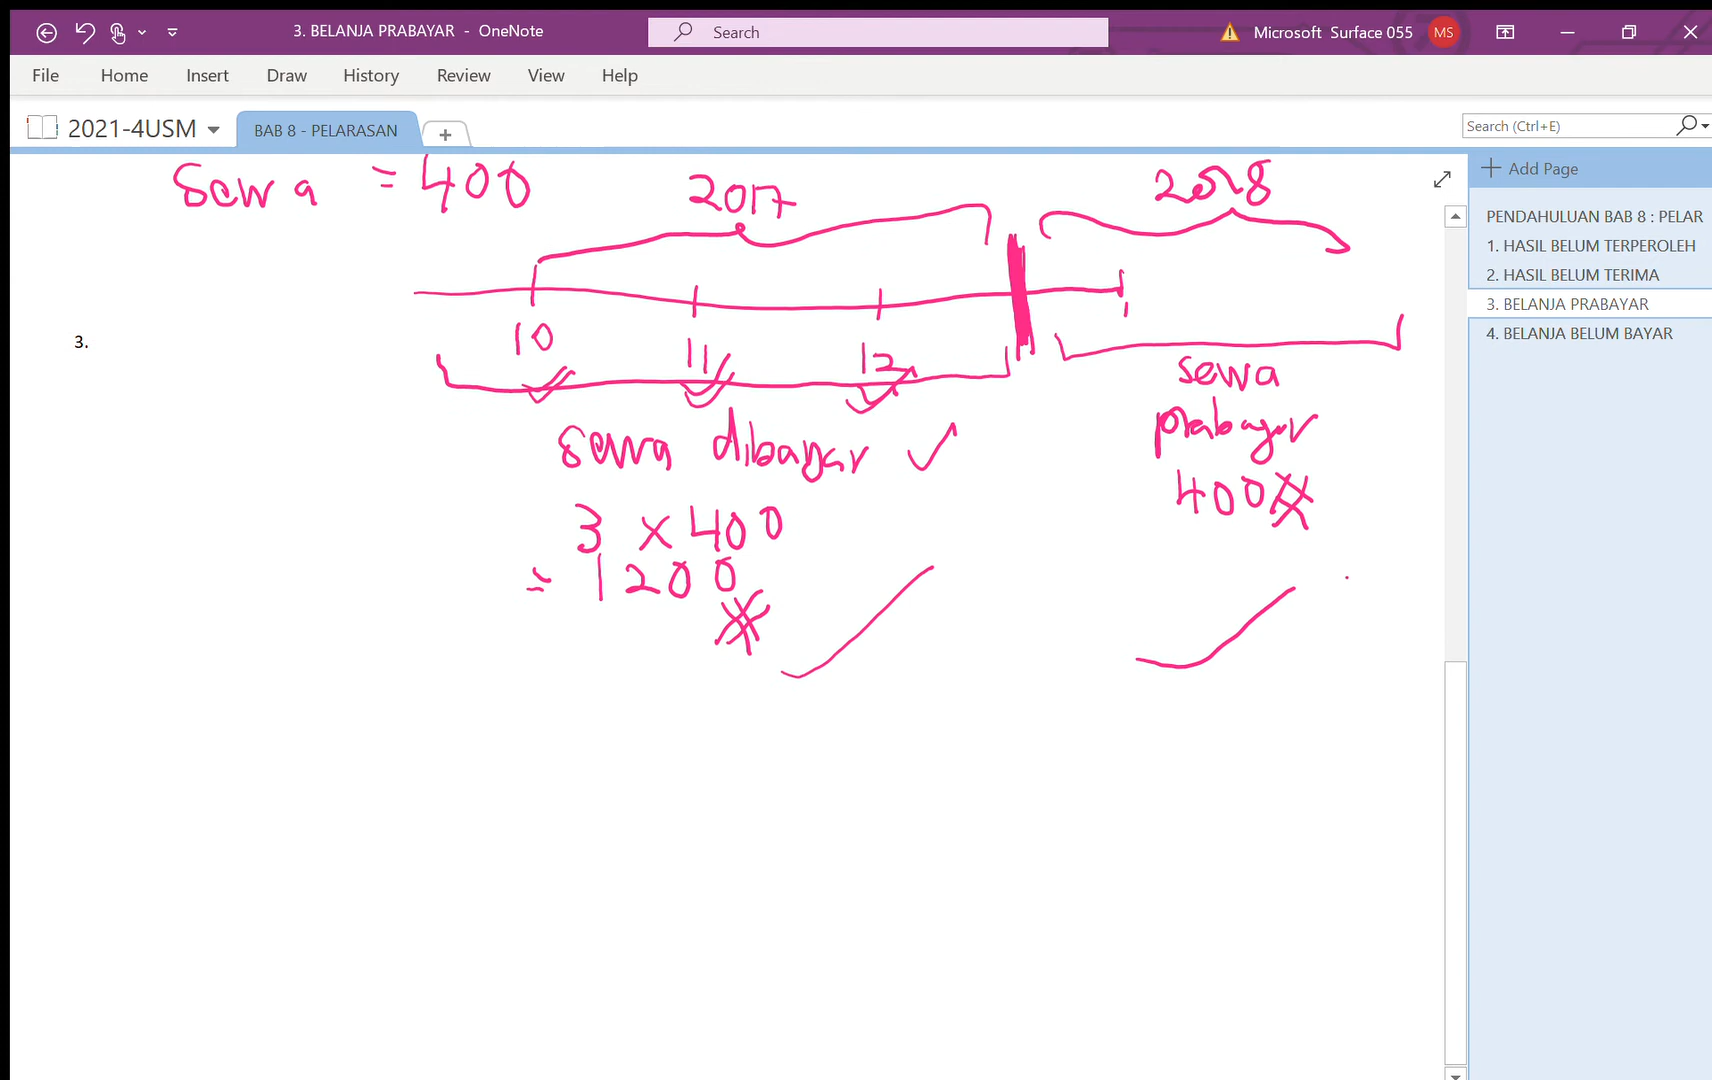 3. BELANJA PRABAYAR - OneNote
Search
Microsoft Surface 055
MS
File Home Insert Draw History Review View Help
2021-4USM
BAB 8 - PELARASAN
+
Search (Ctrl+E)
Add Page
PENDAHULUAN BAB 8 : PELAR
1. HASIL BELUM TERPEROLEH
2. HASIL BELUM TERIMA
3. BELANJA PRABAYAR
4. BELANJA BELUM BAYAR
Sewa = 400
2017
2018
3.
10 11 12 1
sewa dibayar
3 x 400
= 1200
sewa
prabayar
400